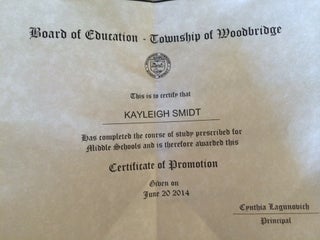 Board of Education - Township of Woodbridge
This is to certify that
KAYLEIGH SMIDT
Has completed the course of study prescribed for
Middle Schools and is therefore awarded this
Certificate of Promotion
Given on
June 20 2014
Cynthia Lagunovich
Principal